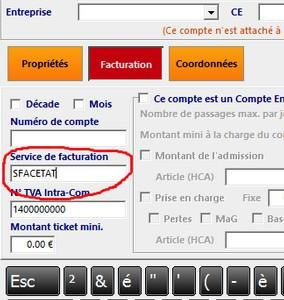 Entreprise CE
(Ce compte n'est attaché à
Propriétés Facturation Coordonnées
Décade Mois
Ce compte est un Compte En
Numéro de compte
Nombre de passages max. par jo
Montant mini à la charge du co
Service de facturation
SFACETAT
Montant de l'admission
Article (HCA)
N° TVA Intra-Com.
1400000000
Prise en charge Fixe
Pertes MaG Bas
Montant ticket mini.
0.00 €
Article (HCA)
Esc ² & é " ' ( - è